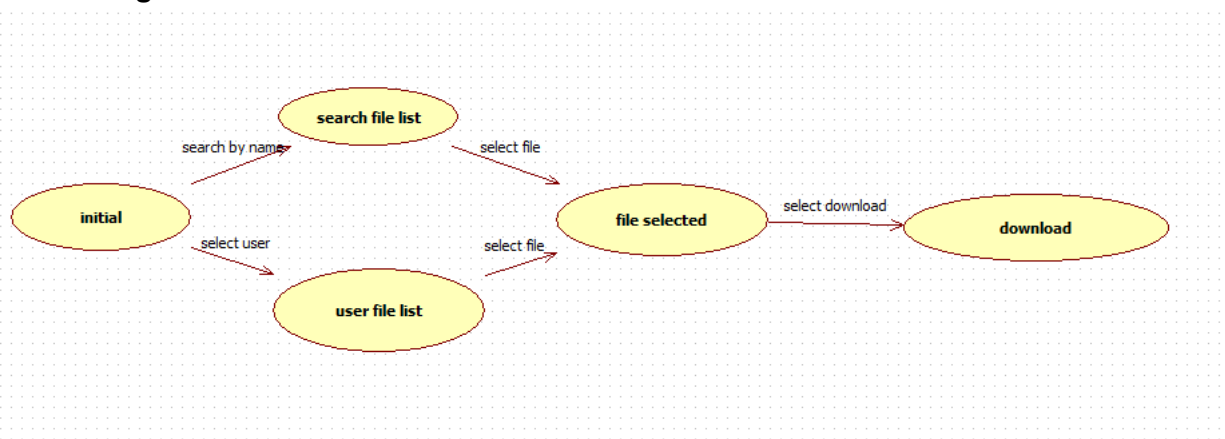 search file list
search by name
select file
initial
file selected
select download
download
select user
select file
user file list